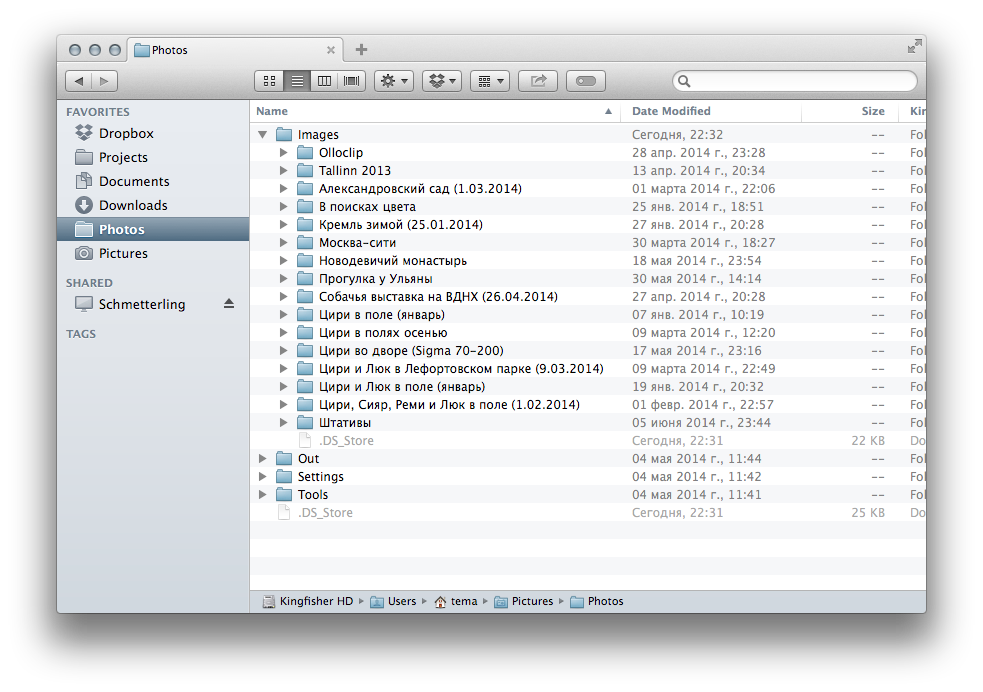 Photos
FAVORITES
Dropbox
Projects
Documents
Downloads
Photos
Pictures
SHARED
Schmetterling
TAGS
Name Date Modified Size Kin
Images Сегодня, 22:32 -- Fol
Olloclip 28 апр. 2014 г., 23:28 -- Fol
Tallinn 2013 13 апр. 2014 г., 20:34 -- Fol
Александровский сад (1.03.2014) 01 марта 2014 г., 22:06 -- Fol
В поисках цвета 25 янв. 2014 г., 18:51 -- Fol
Кремль зимой (25.01.2014) 27 янв. 2014 г., 20:28 -- Fol
Москва-сити 30 марта 2014 г., 18:27 -- Fol
Новодевичий монастырь 18 мая 2014 г., 23:54 -- Fol
Прогулка у Ульяны 30 мая 2014 г., 14:14 -- Fol
Собачья выставка на ВДНХ (26.04.2014) 27 апр. 2014 г., 20:28 -- Fol
Цири в поле (январь) 07 янв. 2014 г., 10:19 -- Fol
Цири в полях осенью 09 марта 2014 г., 12:20 -- Fol
Цири во дворе (Sigma 70-200) 17 мая 2014 г., 23:16 -- Fol
Цири и Люк в Лефортовском парке (9.03.2014) 09 марта 2014 г., 22:49 -- Fol
Цири и Люк в поле (январь) 19 янв. 2014 г., 20:32 -- Fol
Цири, Сияр, Реми и Люк в поле (1.02.2014) 01 февр. 2014 г., 22:57 -- Fol
Штативы 05 июня 2014 г., 23:44 -- Fol
.DS_Store Сегодня, 22:31 22 KB Do
Out 04 мая 2014 г., 11:44 -- Fol
Settings 04 мая 2014 г., 11:42 -- Fol
Tools 04 мая 2014 г., 11:41 -- Fol
.DS_Store Сегодня, 22:31 25 KB Do
Kingfisher HD Users tema Pictures Photos